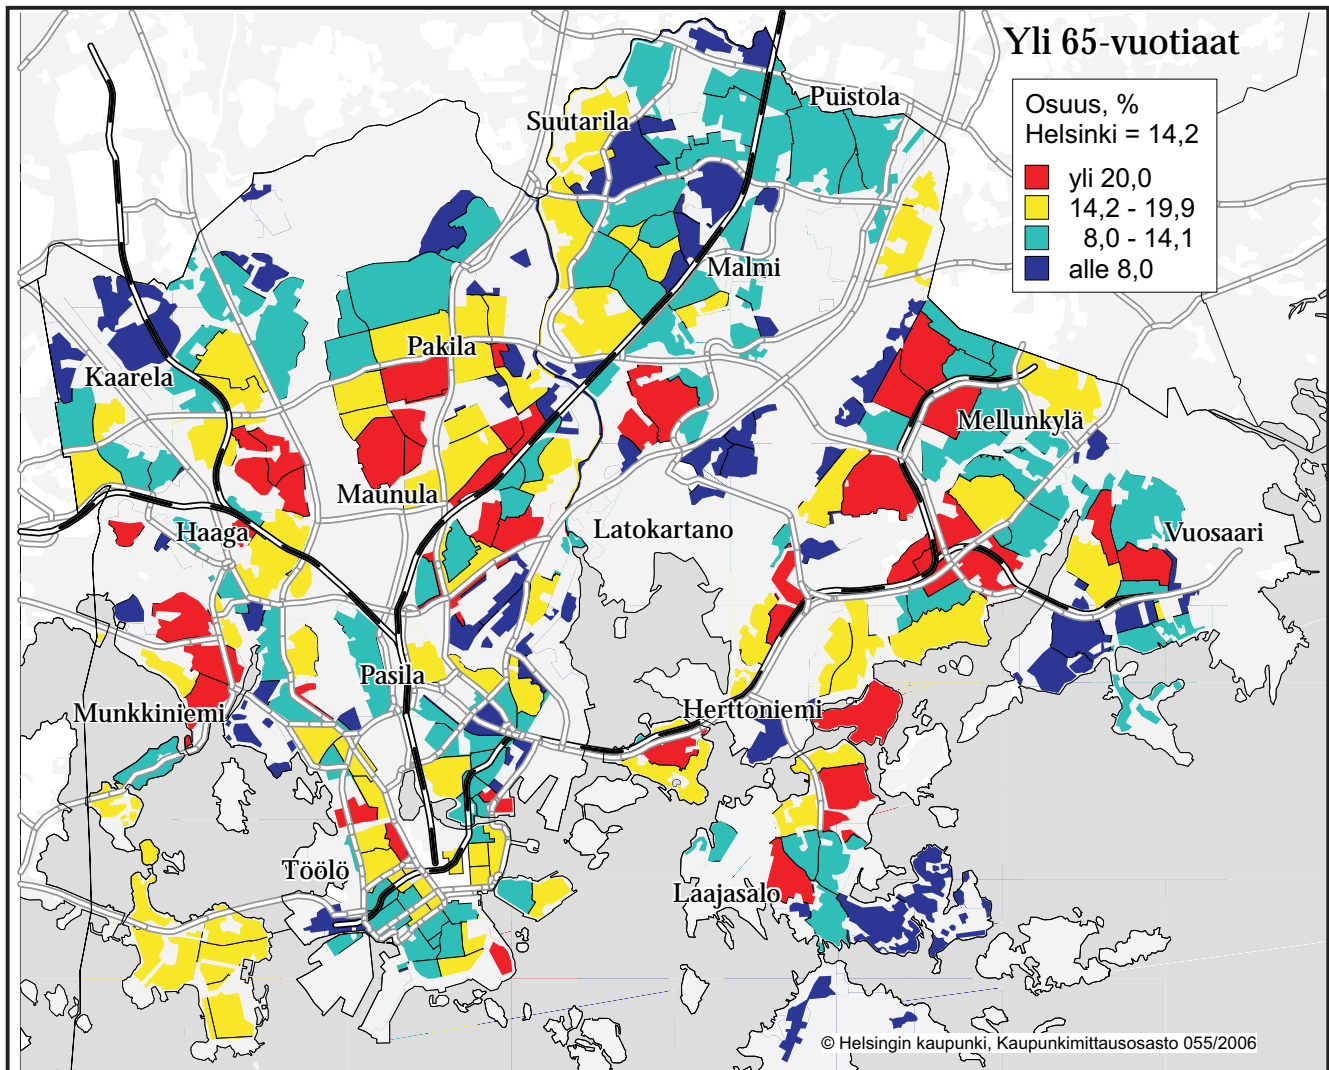 Yli 65-vuotiaat
Osuus, %
Helsinki = 14,2
yli 20,0
14,2 - 19,9
8,0 - 14,1
alle 8,0
Puistola
Suutarila
Malmi
Pakila
Kaarela
Mellunkylä
Maunula
Haaga
Latokartano
Vuosaari
Pasila
Munkkiniemi
Herttoniemi
Töölö
Laajasalo
© Helsingin kaupunki, Kaupunkimittausosasto 055/2006